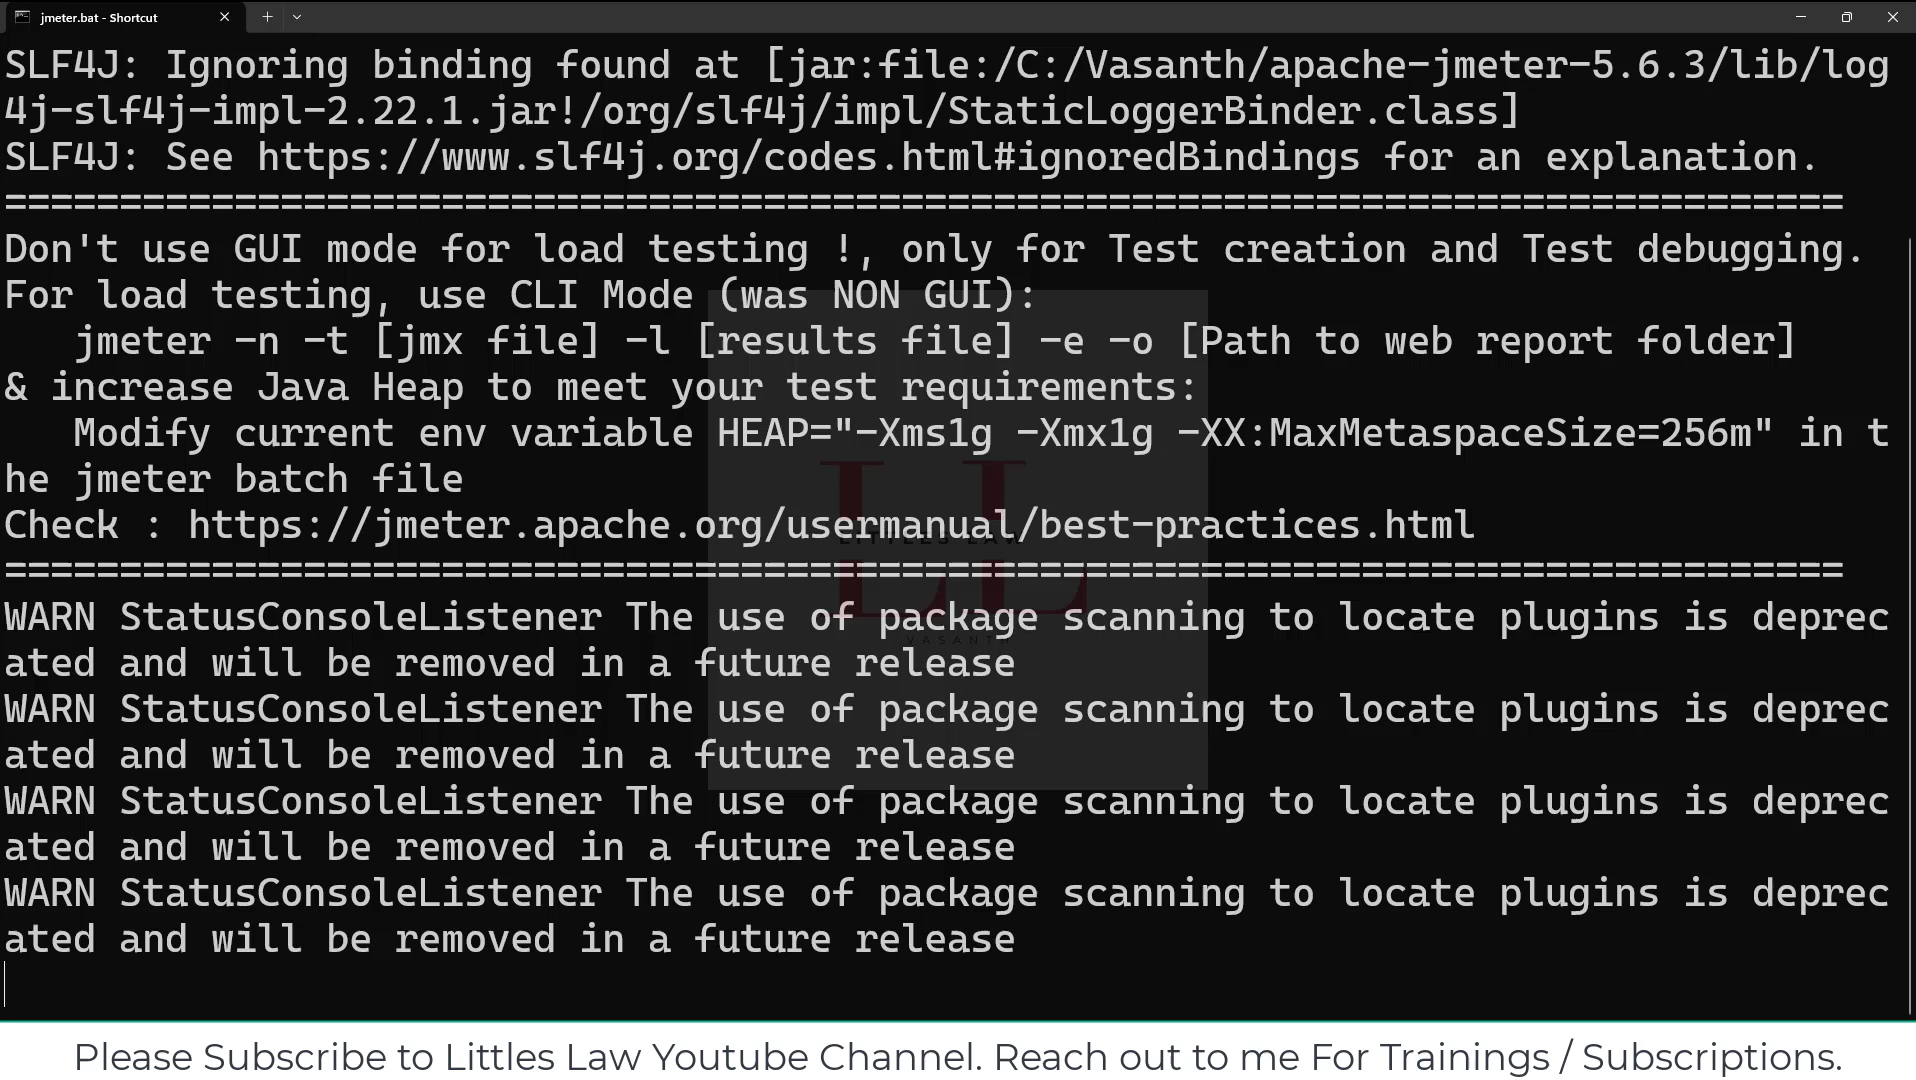 jmeter.bat - Shortcut
SLF4J: Ignoring binding found at [jar:file:/C:/Vasanth/apache-jmeter-5.6.3/lib/log
4j-slf4j-impl-2.22.1.jar!/org/slf4j/impl/StaticLoggerBinder.class]
SLF4J: See https://www.slf4j.org/codes.html#ignoredBindings for an explanation.
================================================================================
Don't use GUI mode for load testing !, only for Test creation and Test debugging.
For load testing, use CLI Mode (was NON GUI):
   jmeter -n -t [jmx file] -l [results file] -e -o [Path to web report folder]
& increase Java Heap to meet your test requirements:
   Modify current env variable HEAP="-Xms1g -Xmx1g -XX:MaxMetaspaceSize=256m" in t
he jmeter batch file
Check : https://jmeter.apache.org/usermanual/best-practices.html
================================================================================
WARN StatusConsoleListener The use of package scanning to locate plugins is deprec
ated and will be removed in a future release
WARN StatusConsoleListener The use of package scanning to locate plugins is deprec
ated and will be removed in a future release
WARN StatusConsoleListener The use of package scanning to locate plugins is deprec
ated and will be removed in a future release
WARN StatusConsoleListener The use of package scanning to locate plugins is deprec
ated and will be removed in a future release
LL
LITTLES LAW
LL
VASANTH
Please Subscribe to Littles Law Youtube Channel. Reach out to me For Trainings / Subscriptions.